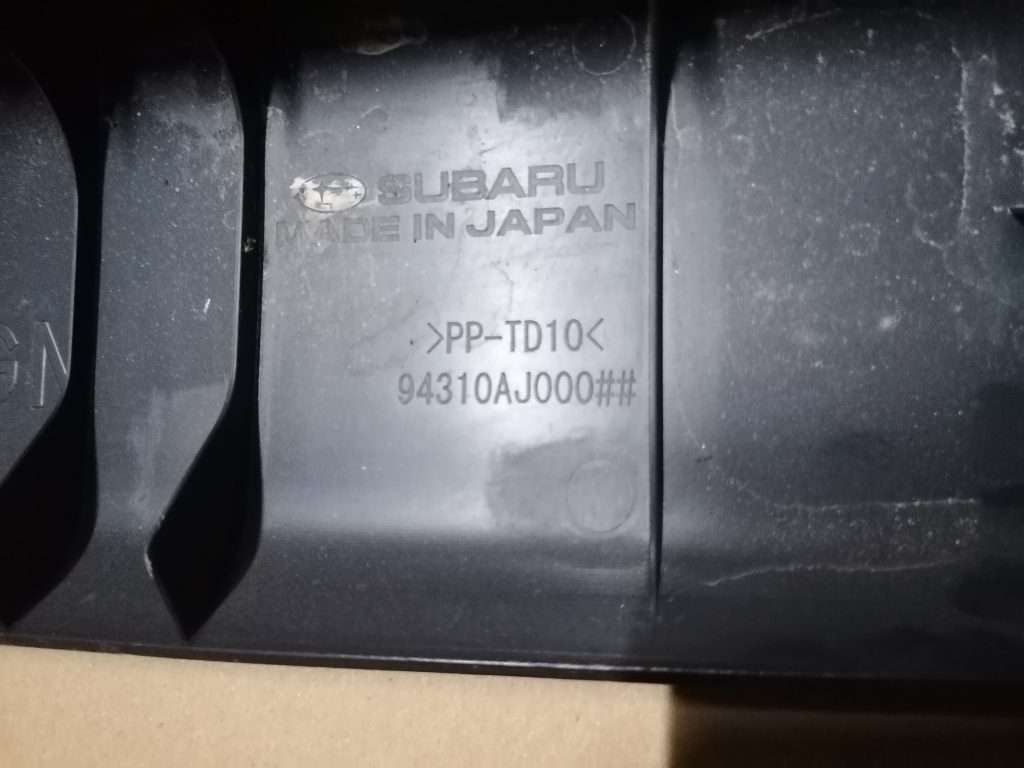 SUBARU
MADE IN JAPAN
>PP-TD10<
94310AJ000##